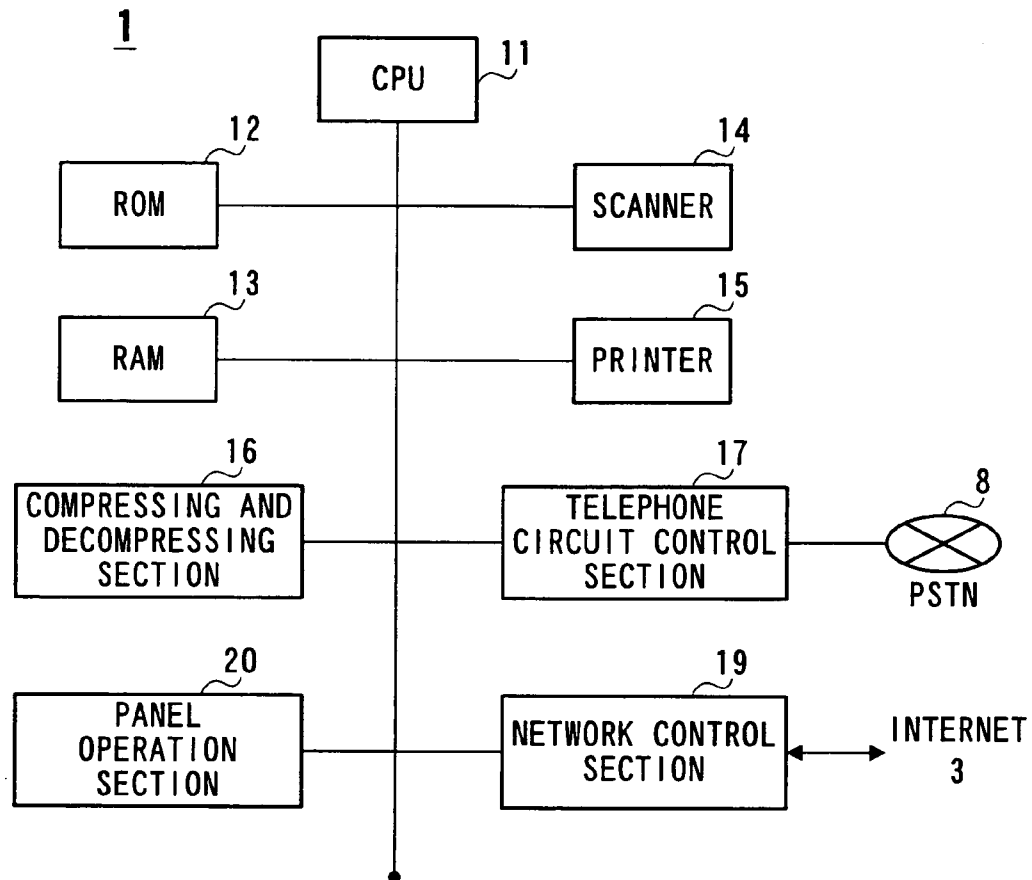 1
11
CPU
12
ROM
14
SCANNER
13
RAM
15
PRINTER
16
COMPRESSING AND
DECOMPRESSING
SECTION
17
TELEPHONE
CIRCUIT CONTROL
SECTION
8
PSTN
20
PANEL
OPERATION
SECTION
19
NETWORK CONTROL
SECTION
INTERNET
3